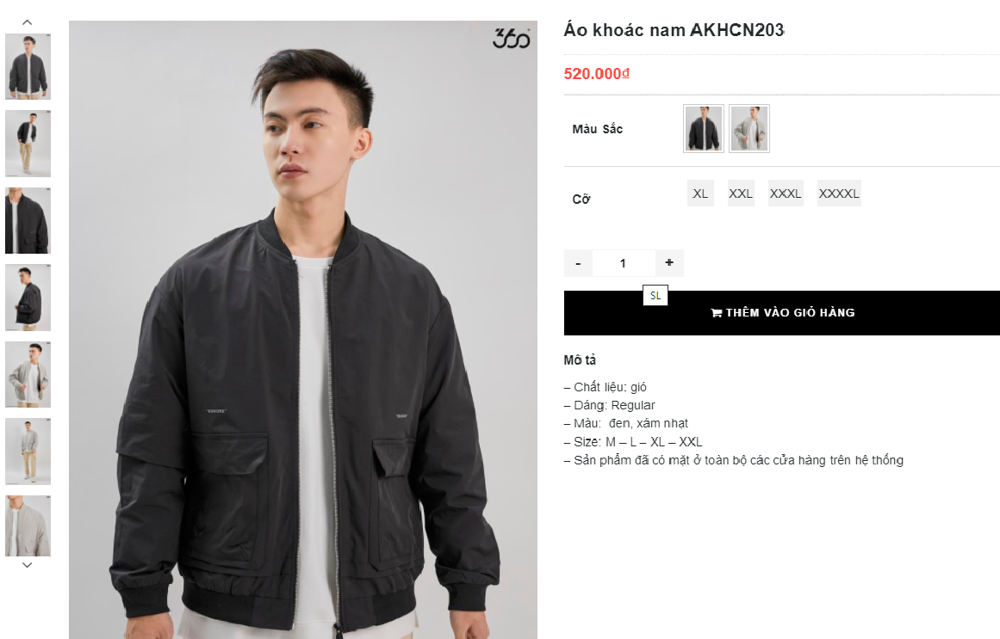 360
Áo khoác nam AKHCN203
520.000₫
Màu Sắc
Cỡ
XL XXL XXXL XXXXL
- 1 +
SL
THÊM VÀO GIỎ HÀNG
Mô tả
– Chất liệu: gió
– Dáng: Regular
– Màu: đen, xám nhạt
– Size: M – L – XL – XXL
– Sản phẩm đã có mặt ở toàn bộ các cửa hàng trên hệ thống